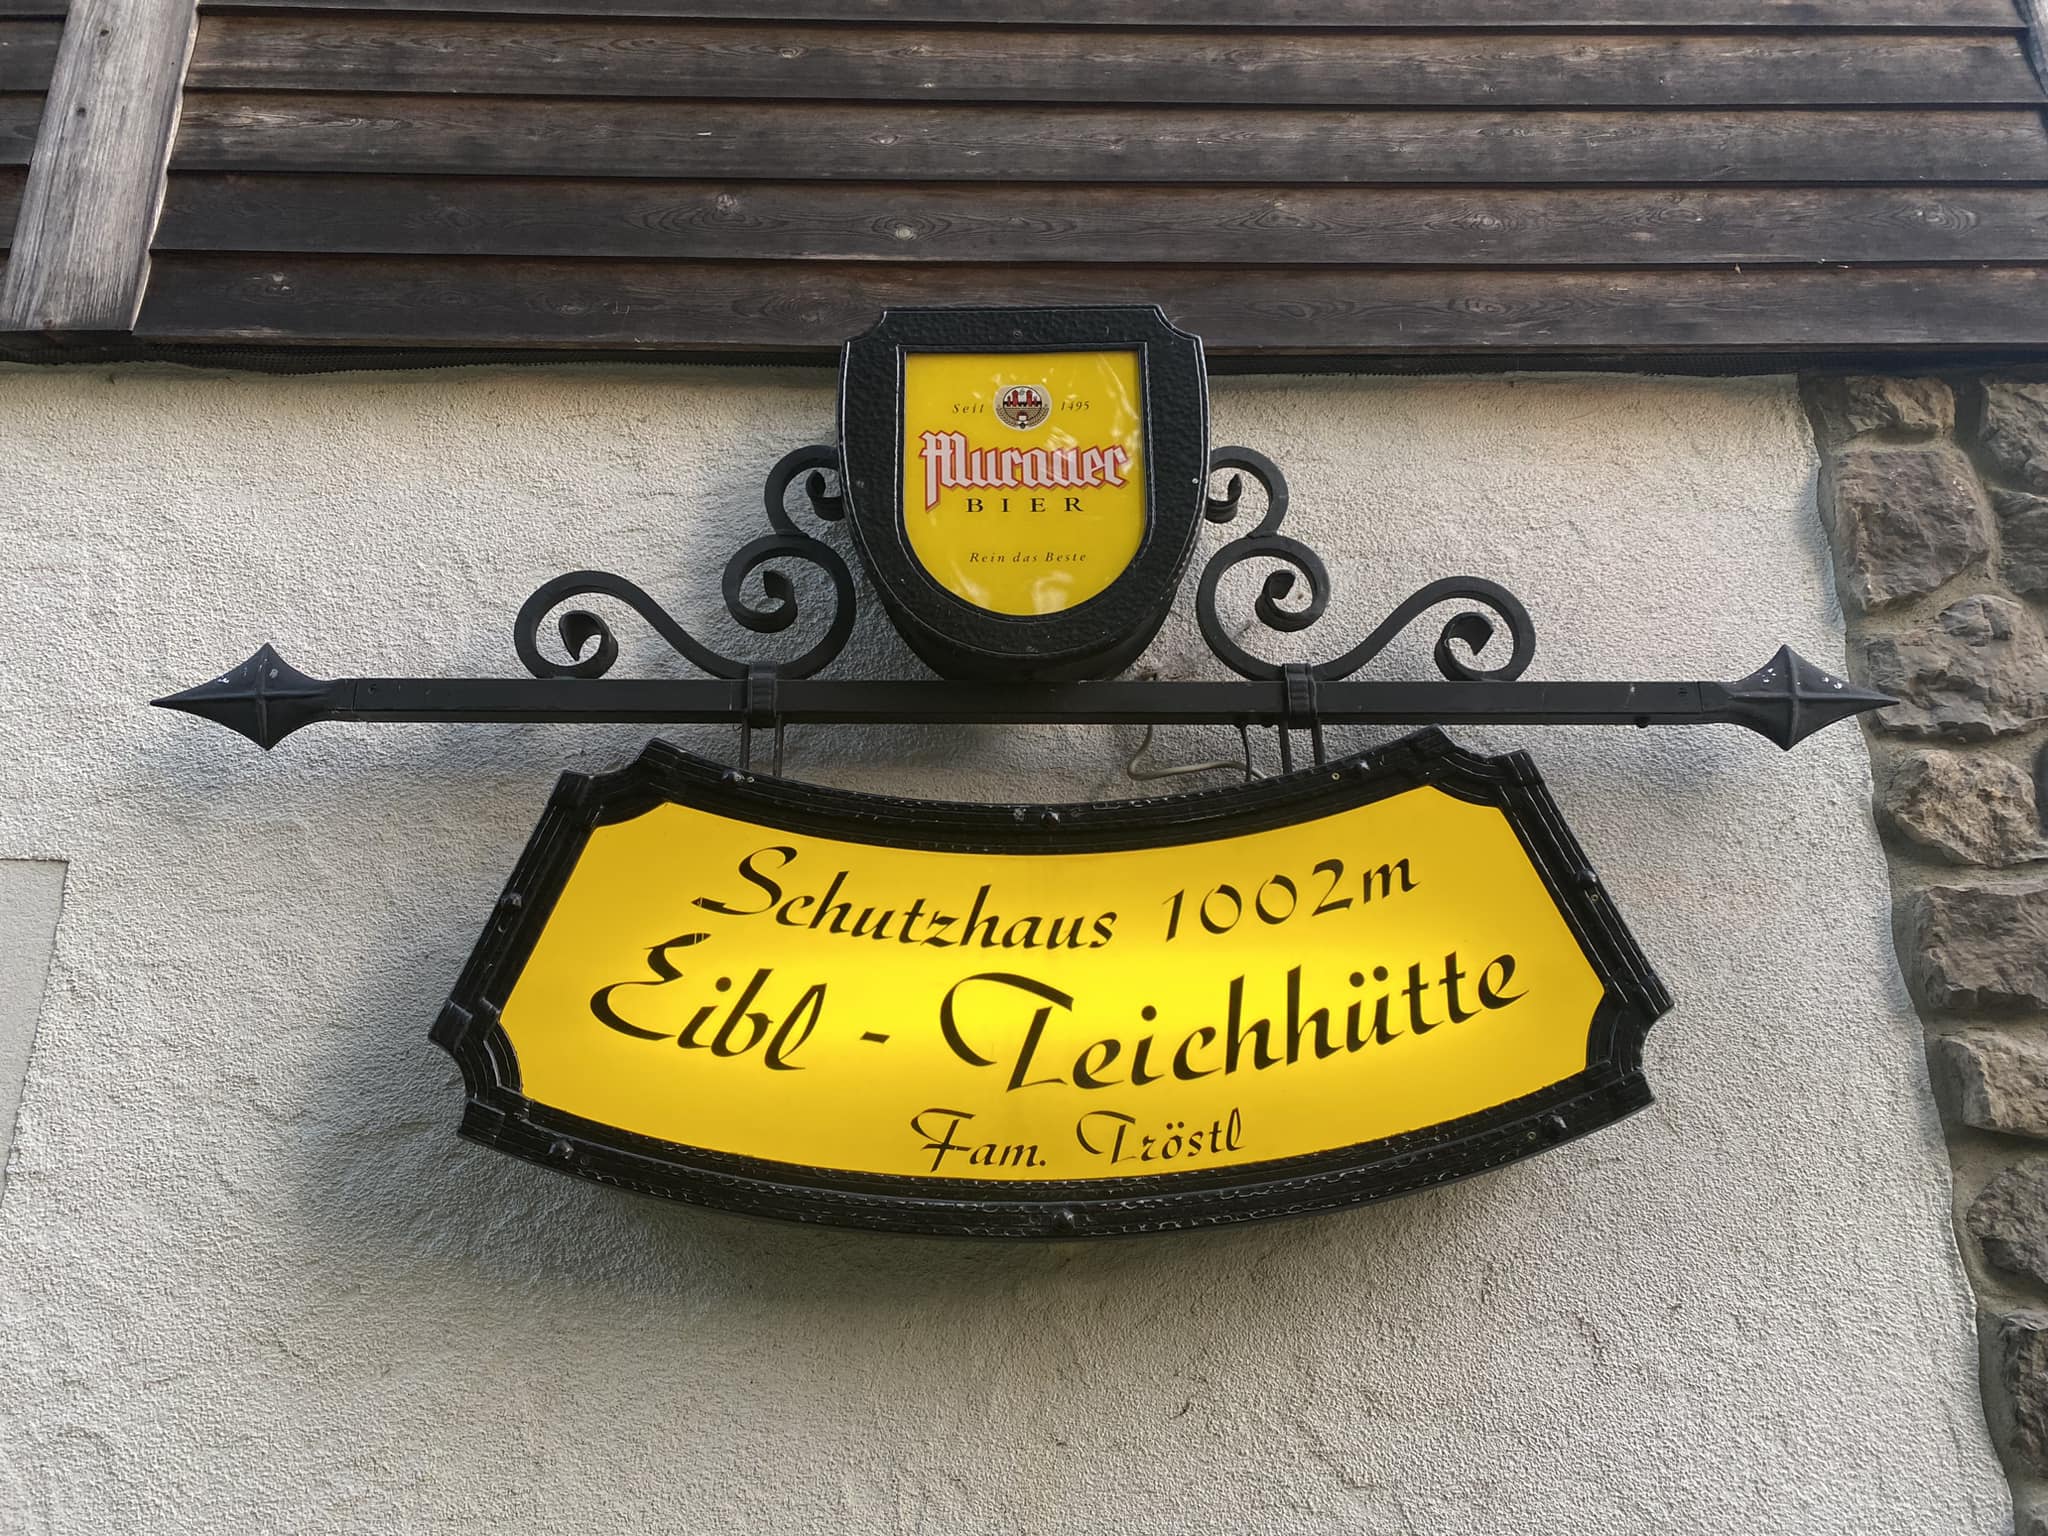 Seit 1495
Murauer
BIER
Rein das Beste
Schutzhaus 1002m
Eibl - Teichhütte
Fam. Tröstl